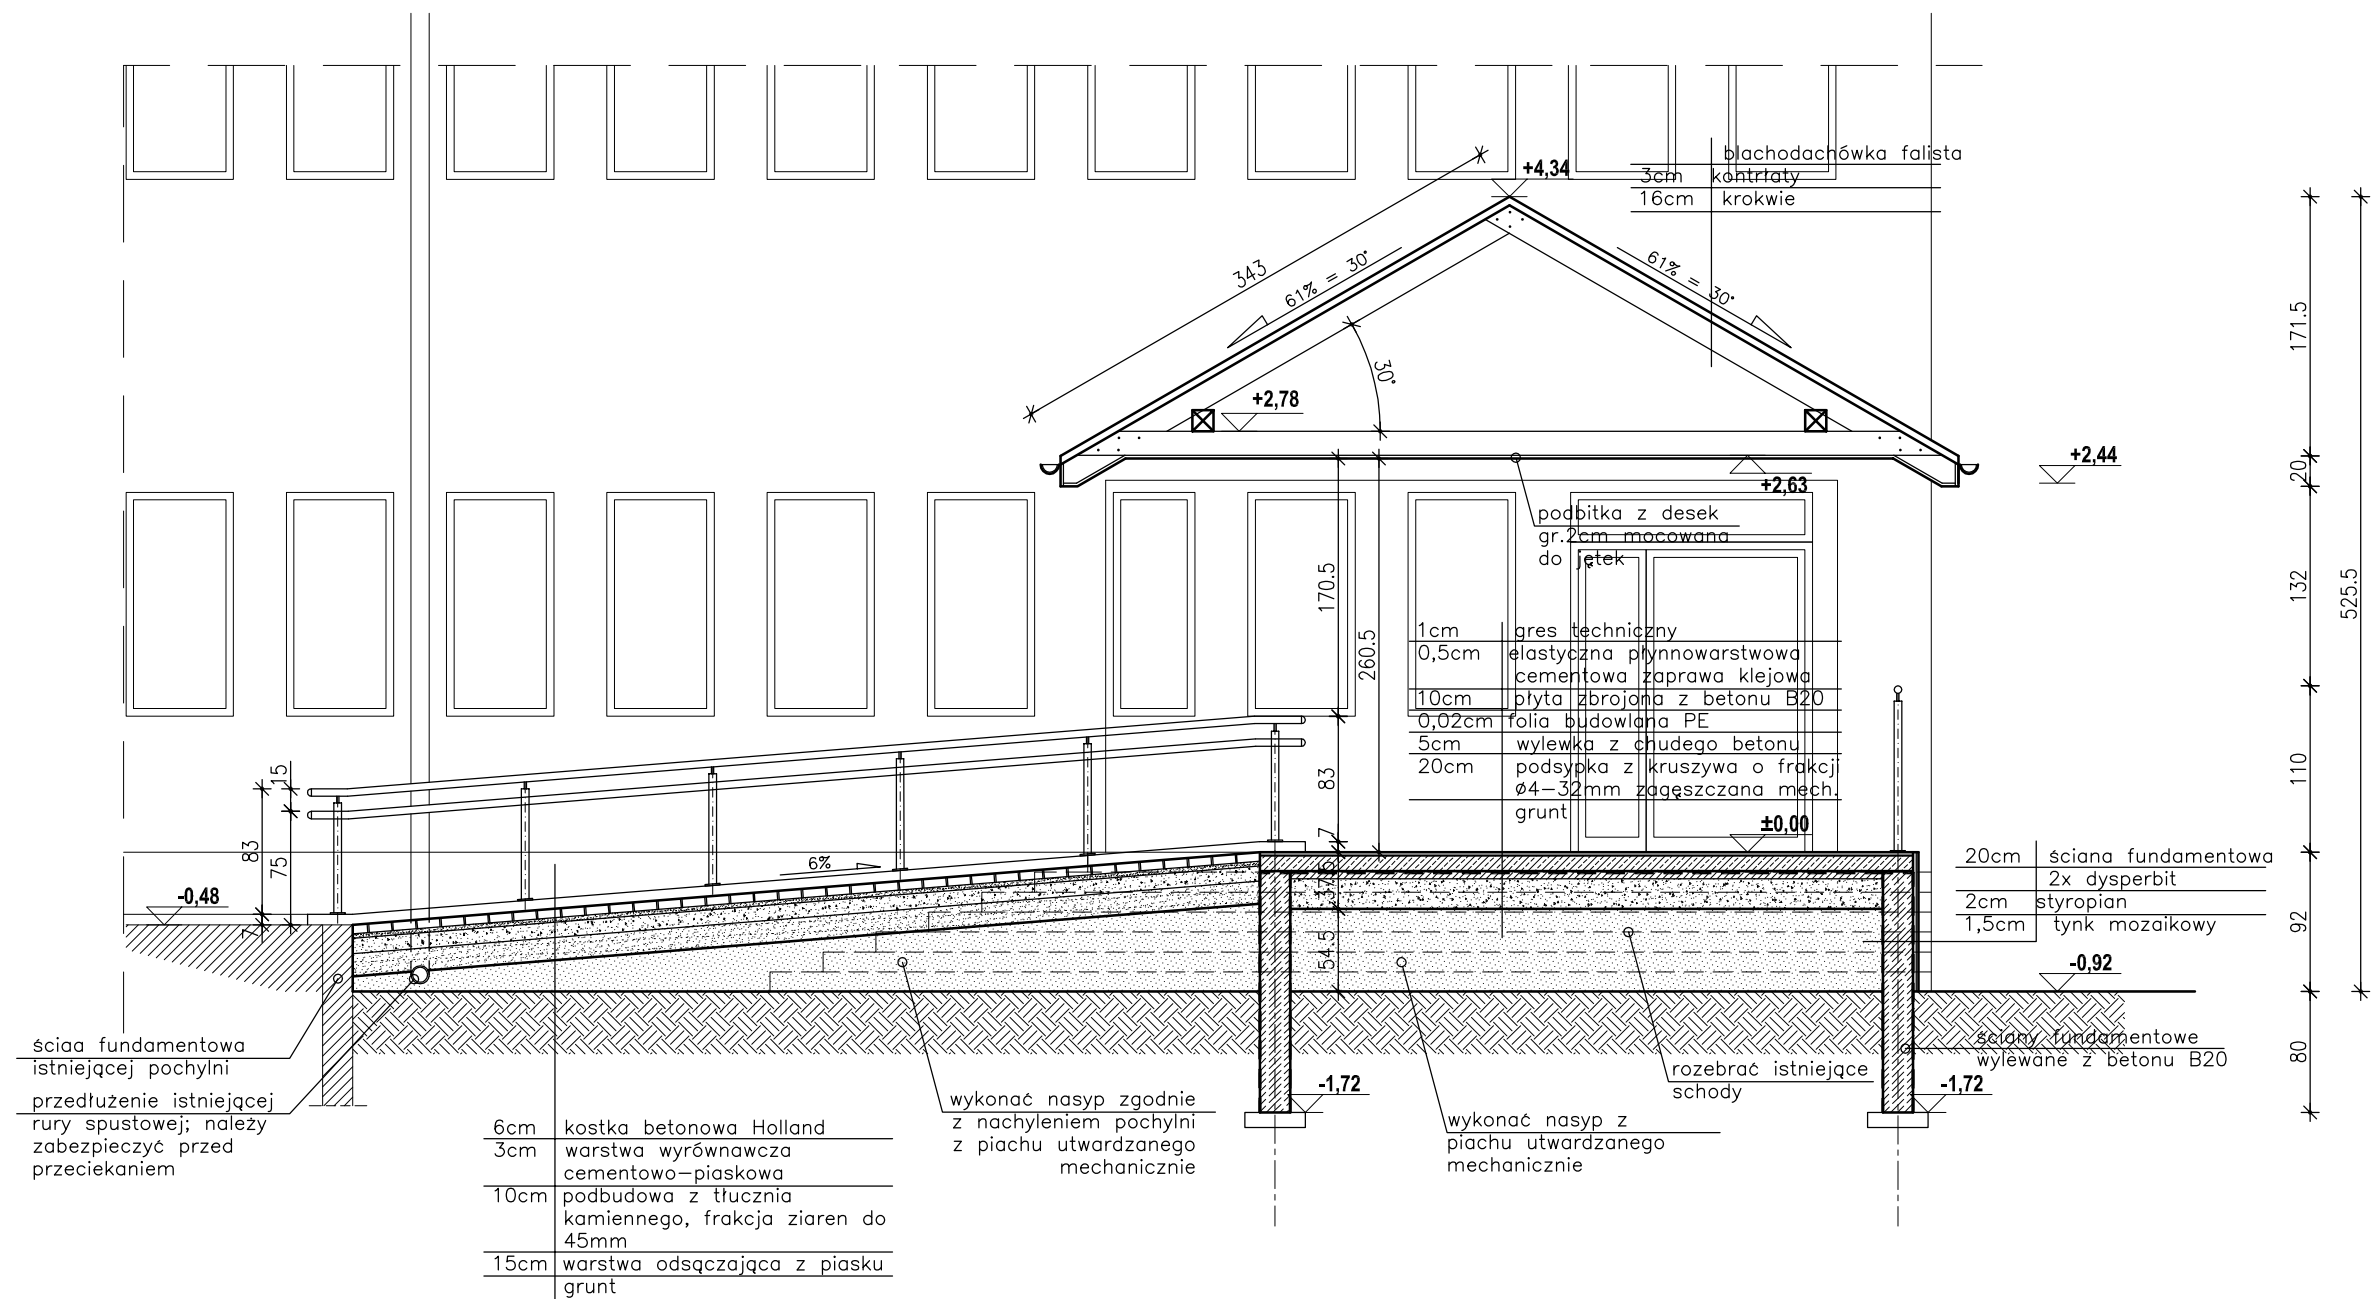 blachodachówka falista
3cm kontrłaty
16cm krokwie
+4,34
343
61% = 30°
61% = 30°
30°
+2,78
+2,44
+2,63
podbitka z desek
gr.2cm mocowana
do jętek
171.5
20
132
110
92
80
525.5
170.5
260.5
83
7
37.5
54.5
1cm gres techniczny
0,5cm elastyczna płynnowarstwowa
cementowa zaprawa klejowa
10cm płyta zbrojona z betonu B20
0,02cm folia budowlana PE
5cm wylewka z chudego betonu
20cm podsypka z kruszywa o frakcji
Ø4–32mm zagęszczana mech.
grunt
±0,00
15
83
75
7
6%
-0,48
20cm ściana fundamentowa
2x dysperbit
2cm styropian
1,5cm tynk mozaikowy
-0,92
ściaa fundamentowa
istniejącej pochylni
przedłużenie istniejącej
rury spustowej; należy
zabezpieczyć przed
przeciekaniem
6cm kostka betonowa Holland
3cm warstwa wyrównawcza
cementowo–piaskowa
10cm podbudowa z tłucznia
kamiennego, frakcja ziaren do
45mm
15cm warstwa odsączająca z piasku
grunt
wykonać nasyp zgodnie
z nachyleniem pochylni
z piachu utwardzanego
mechanicznie
-1,72
wykonać nasyp z
piachu utwardzanego
mechanicznie
rozebrać istniejące
schody
-1,72
ściany fundamentowe
wylewane z betonu B20